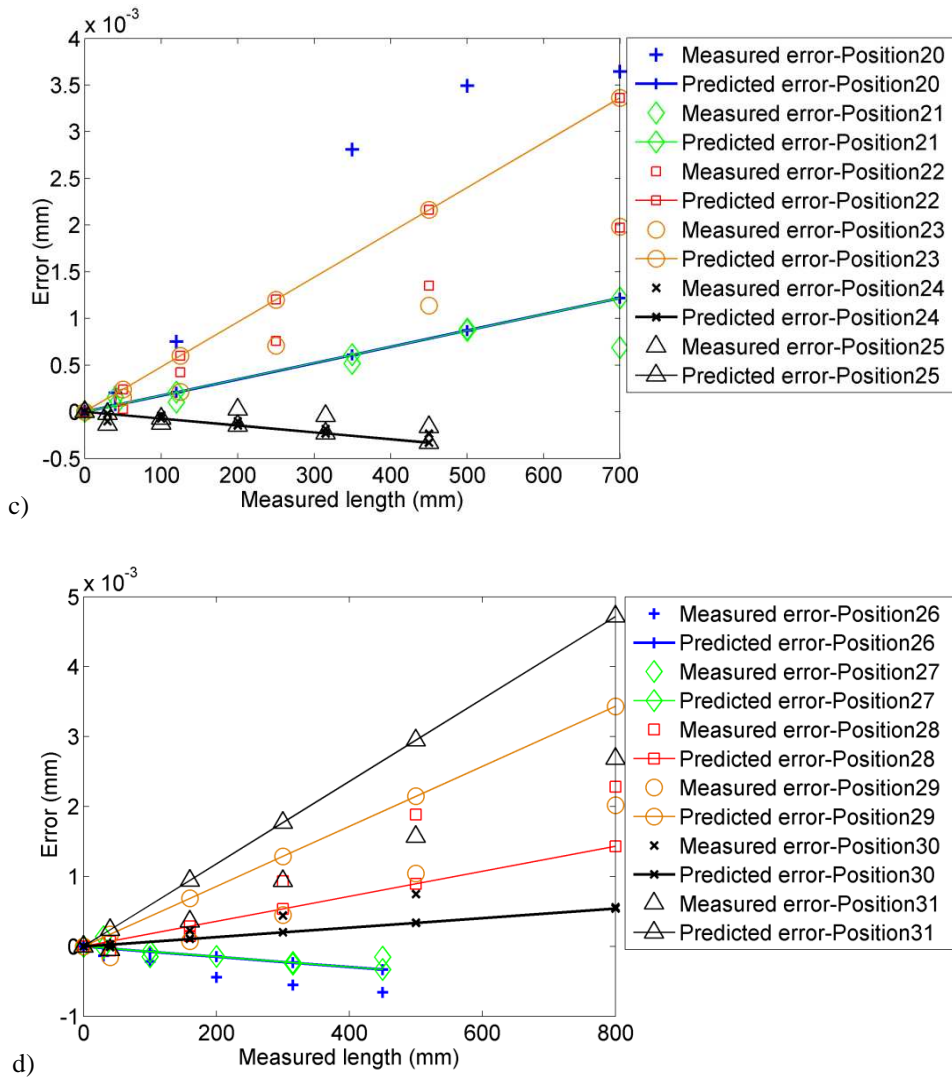 x 10⁻³
4
3.5
3
2.5
2
1.5
1
0.5
0
-0.5
Error (mm)
0 100 200 300 400 500 600 700
Measured length (mm)
Measured error-Position20
Predicted error-Position20
Measured error-Position21
Predicted error-Position21
Measured error-Position22
Predicted error-Position22
Measured error-Position23
Predicted error-Position23
Measured error-Position24
Predicted error-Position24
Measured error-Position25
Predicted error-Position25
c)
x 10⁻³
5
4
3
2
1
0
-1
Error (mm)
0 200 400 600 800
Measured length (mm)
Measured error-Position26
Predicted error-Position26
Measured error-Position27
Predicted error-Position27
Measured error-Position28
Predicted error-Position28
Measured error-Position29
Predicted error-Position29
Measured error-Position30
Predicted error-Position30
Measured error-Position31
Predicted error-Position31
d)